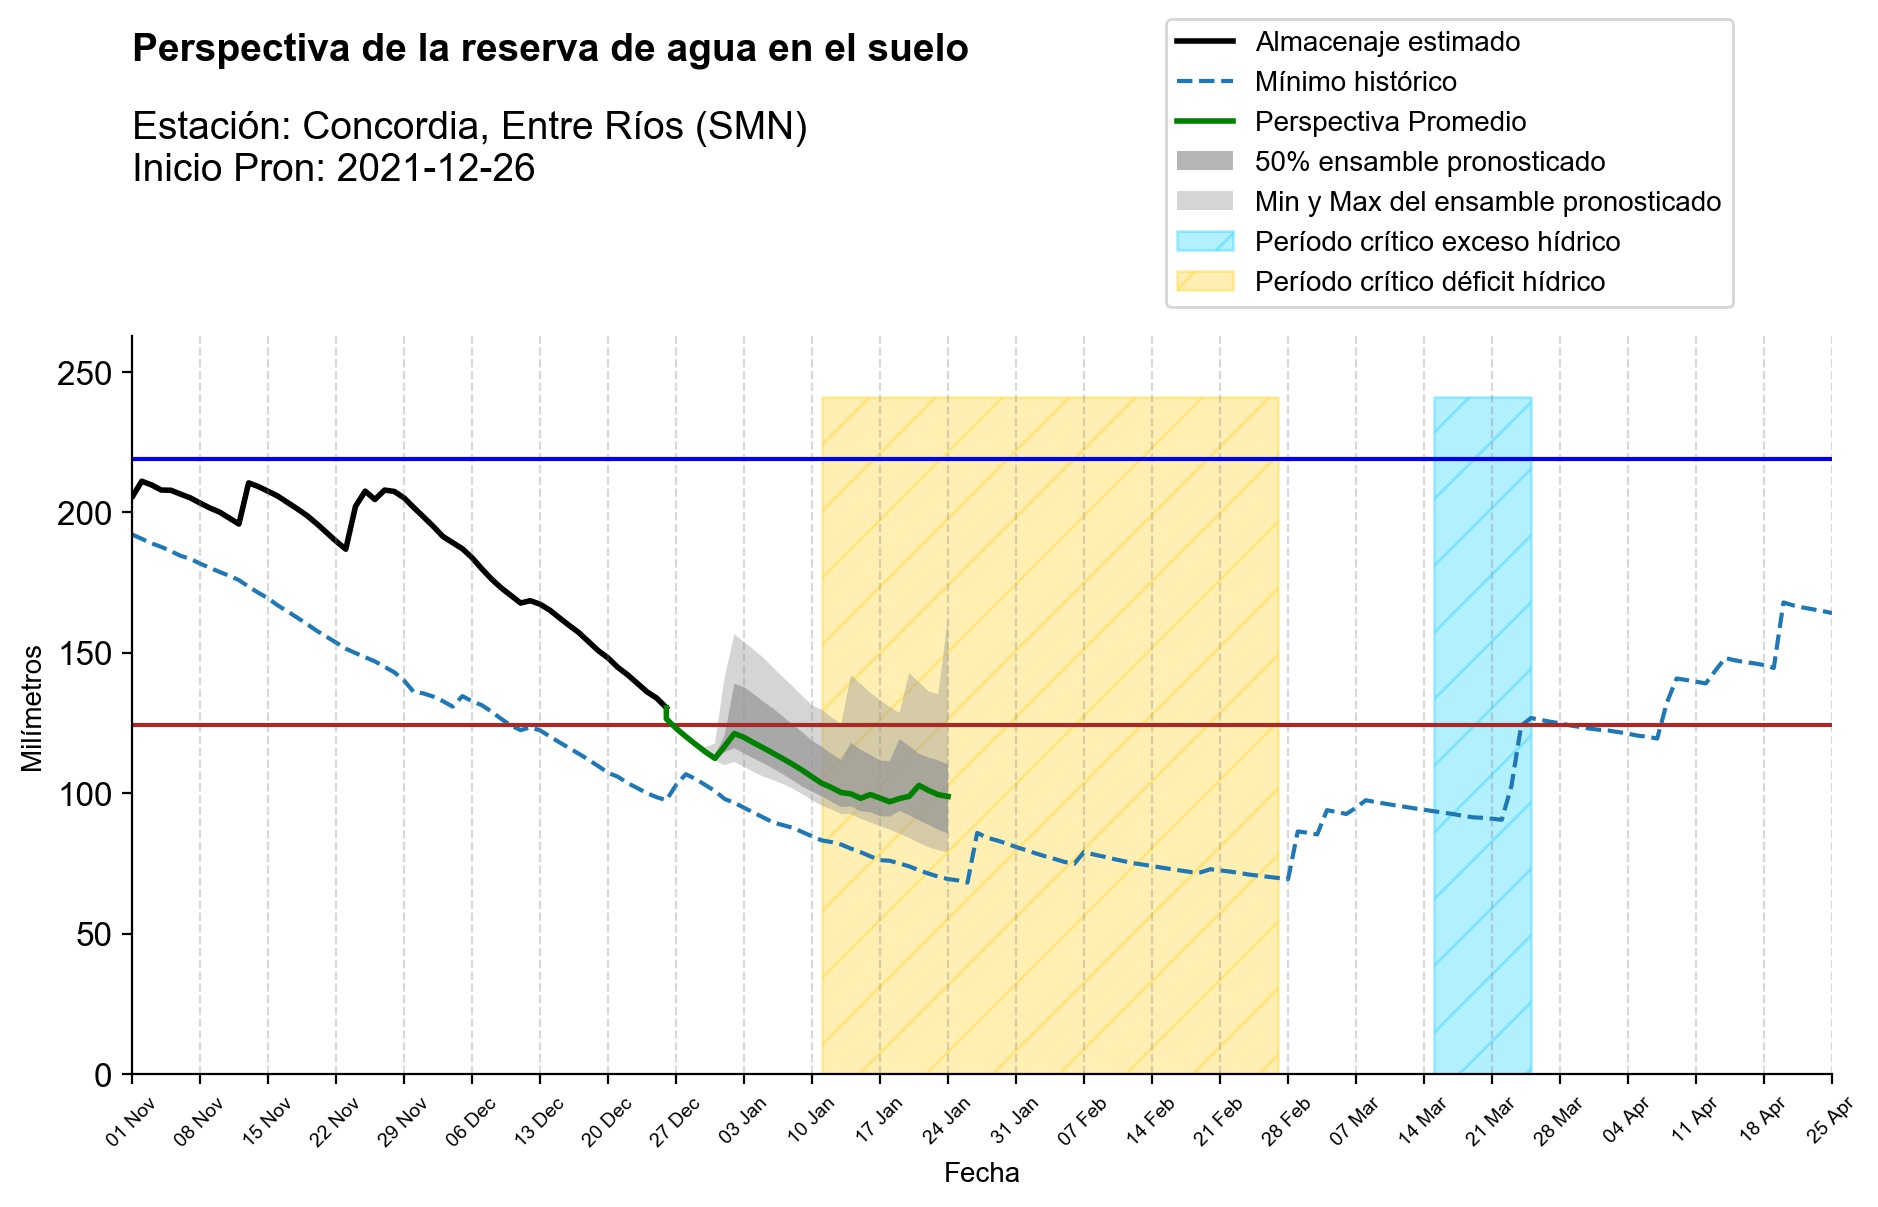 Perspectiva de la reserva de agua en el suelo
Estación: Concordia, Entre Ríos (SMN)
Inicio Pron: 2021-12-26
Almacenaje estimado
Mínimo histórico
Perspectiva Promedio
50% ensamble pronosticado
Min y Max del ensamble pronosticado
Período crítico exceso hídrico
Período crítico déficit hídrico
250
200
150
100
50
0
Milímetros
01 Nov
08 Nov
15 Nov
22 Nov
29 Nov
06 Dec
13 Dec
20 Dec
27 Dec
03 Jan
10 Jan
17 Jan
24 Jan
31 Jan
07 Feb
14 Feb
21 Feb
28 Feb
07 Mar
14 Mar
21 Mar
28 Mar
04 Apr
11 Apr
18 Apr
25 Apr
Fecha